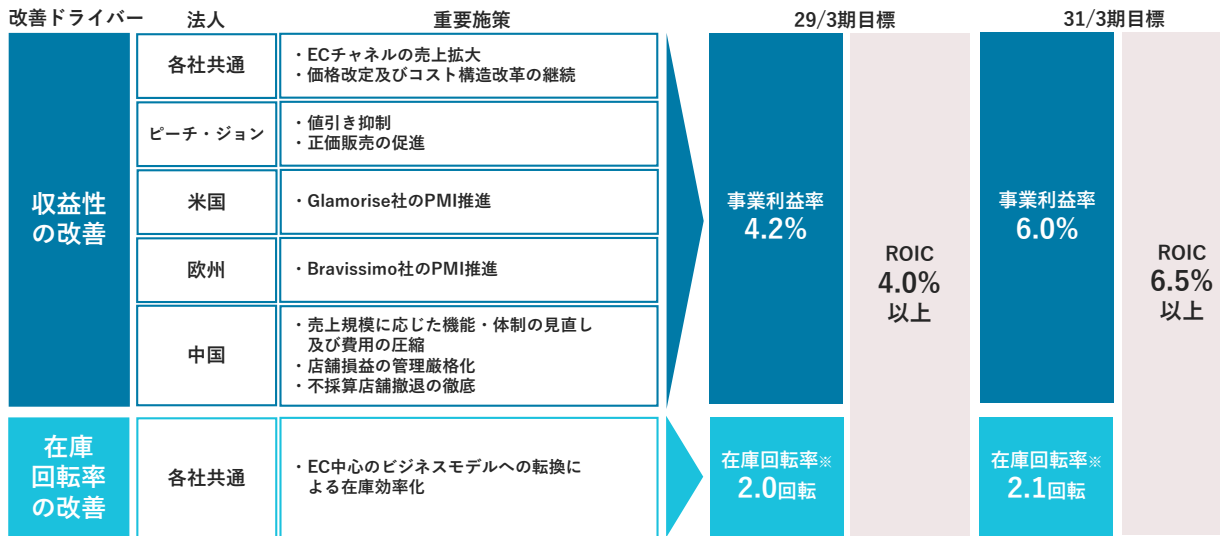 改善ドライバー
法人
重要施策
29/3期目標
31/3期目標
収益性
の改善
各社共通
・ECチャネルの売上拡大
・価格改定及びコスト構造改革の継続
ピーチ・ジョン
・値引き抑制
・正価販売の促進
米国
・Glamorise社のPMI推進
欧州
・Bravissimo社のPMI推進
中国
・売上規模に応じた機能・体制の見直し
及び費用の圧縮
・店舗損益の管理厳格化
・不採算店舗撤退の徹底
事業利益率
4.2%
ROIC
4.0%
以上
事業利益率
6.0%
ROIC
6.5%
以上
在庫
回転率
の改善
各社共通
・EC中心のビジネスモデルへの転換に
よる在庫効率化
在庫回転率※
2.0回転
在庫回転率※
2.1回転